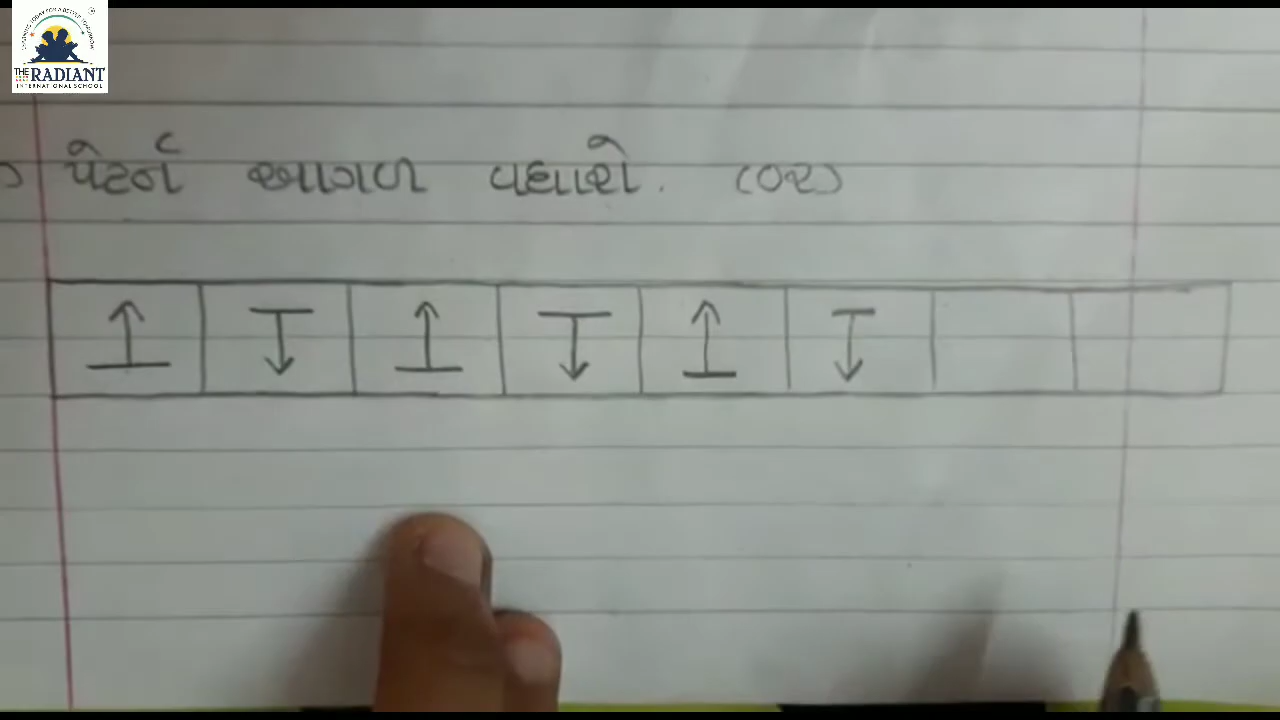 THE RADIANT
INTERNATIONAL SCHOOL
પેટર્ન આગળ વધારો. (૦૨)